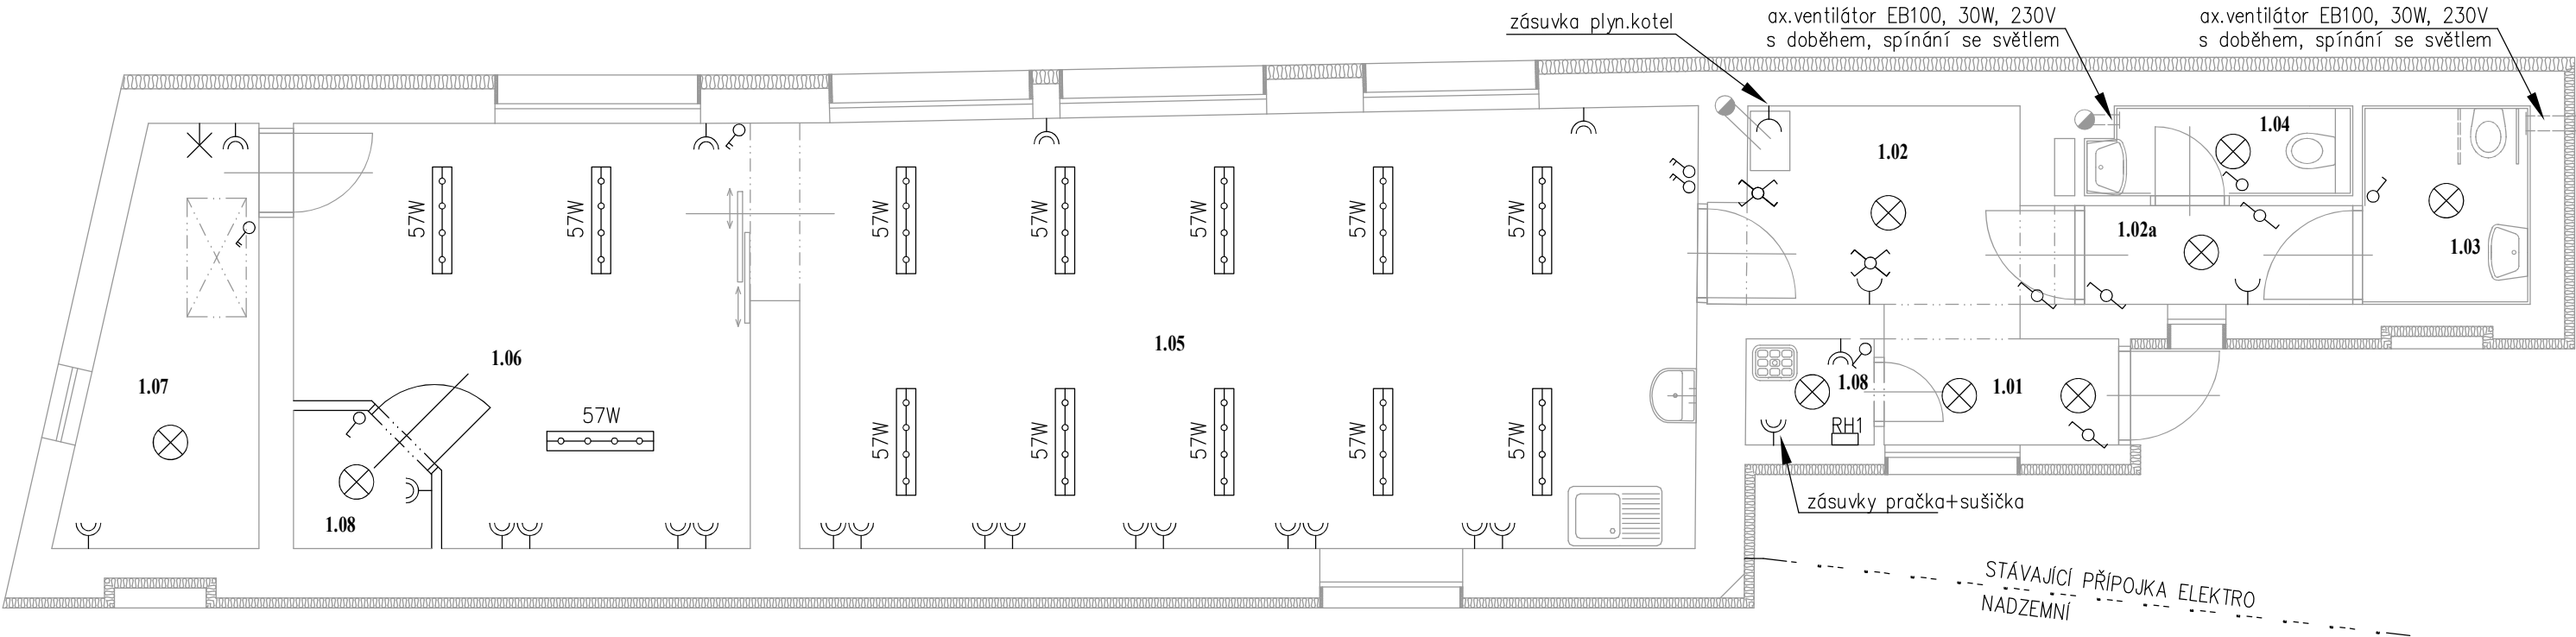 zásuvka plyn.kotel
ax.ventilátor EB100, 30W, 230V
s doběhem, spínání se světlem
ax.ventilátor EB100, 30W, 230V
s doběhem, spínání se světlem
1.02
1.04
57W
57W
57W
57W
57W
57W
57W
1.02a
1.03
1.07
1.06
1.05
1.08
1.01
57W
57W
57W
57W
57W
57W
RH1
1.08
zásuvky pračka+sušička
STÁVAJÍCÍ PŘÍPOJKA ELEKTRO
NADZEMNÍ